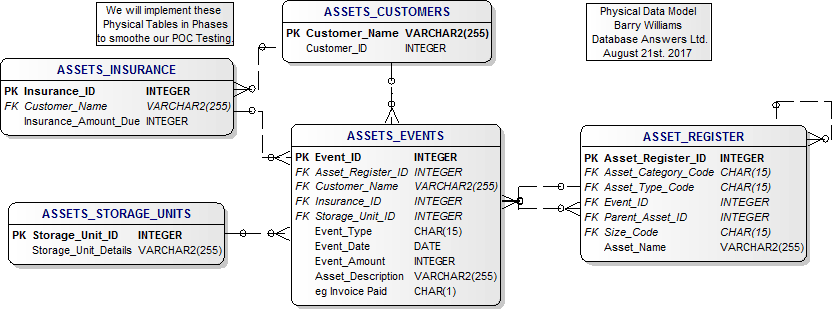 We will implement these
Physical Tables in Phases
to smoothe our POC Testing.
ASSETS_CUSTOMERS
PK Customer_Name VARCHAR2(255)
Customer_ID INTEGER
Physical Data Model
Barry Williams
Database Answers Ltd.
August 21st. 2017
ASSETS_INSURANCE
PK Insurance_ID INTEGER
FK Customer_Name VARCHAR2(255)
Insurance_Amount_Due INTEGER
ASSETS_EVENTS
PK Event_ID INTEGER
FK Asset_Register_ID INTEGER
FK Customer_Name VARCHAR2(255)
FK Insurance_ID INTEGER
FK Storage_Unit_ID INTEGER
Event_Type CHAR(15)
Event_Date DATE
Event_Amount INTEGER
Asset_Description VARCHAR2(255)
eg Invoice Paid CHAR(1)
ASSET_REGISTER
PK Asset_Register_ID INTEGER
FK Asset_Category_Code CHAR(15)
FK Asset_Type_Code CHAR(15)
FK Event_ID INTEGER
FK Parent_Asset_ID INTEGER
FK Size_Code CHAR(15)
Asset_Name VARCHAR2(255)
ASSETS_STORAGE_UNITS
PK Storage_Unit_ID INTEGER
Storage_Unit_Details VARCHAR2(255)